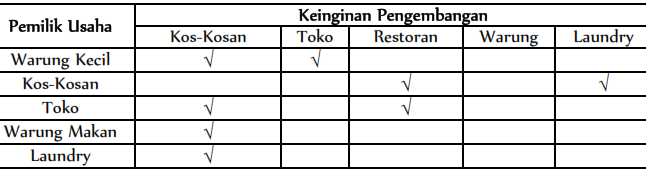 Pemilik Usaha Keinginan Pengembangan
Kos-Kosan Toko Restoran Warung Laundry
Warung Kecil √ √
Kos-Kosan √ √
Toko √ √
Warung Makan √
Laundry √